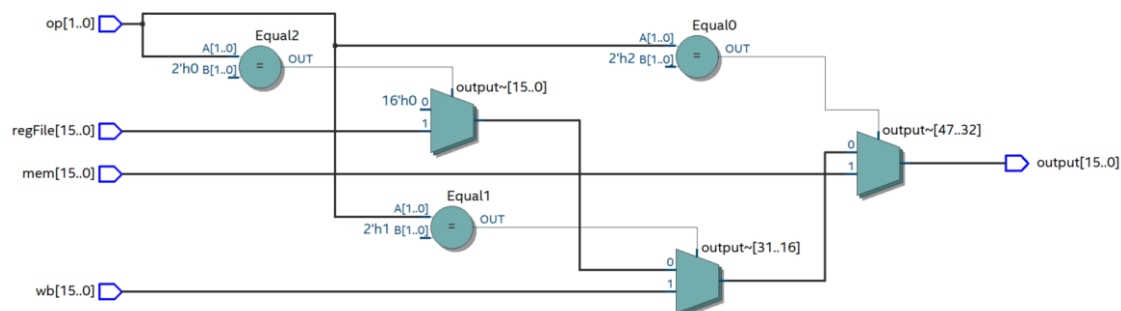 op[1..0]
Equal2
A[1..0]
2'h0 B[1..0]
=
OUT
Equal0
A[1..0]
2'h2 B[1..0]
=
OUT
output~[15..0]
16'h0 0
1
regFile[15..0]
output~[47..32]
0
1
output[15..0]
mem[15..0]
Equal1
A[1..0]
2'h1 B[1..0]
=
OUT
output~[31..16]
0
1
wb[15..0]